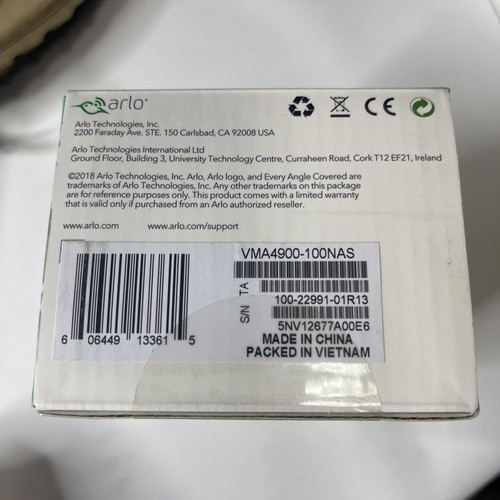 arlo
Arlo Technologies, Inc.
2200 Faraday Ave. STE. 150 Carlsbad, CA 92008 USA
Arlo Technologies International Ltd
Ground Floor, Building 3, University Technology Centre, Curraheen Road, Cork T12 EF21, Ireland
©2018 Arlo Technologies, Inc. Arlo, Arlo logo, and Every Angle Covered are
trademarks of Arlo Technologies, Inc. Any other trademarks on this package
are for reference purposes only. This product comes with a limited warranty
that is valid only if purchased from an Arlo authorized reseller.
www.arlo.com www.arlo.com/support
VMA4900-100NAS
TA
100-22991-01R13
S/N
5NV12677A00E6
6 06449 13361 5
MADE IN CHINA
PACKED IN VIETNAM
CE